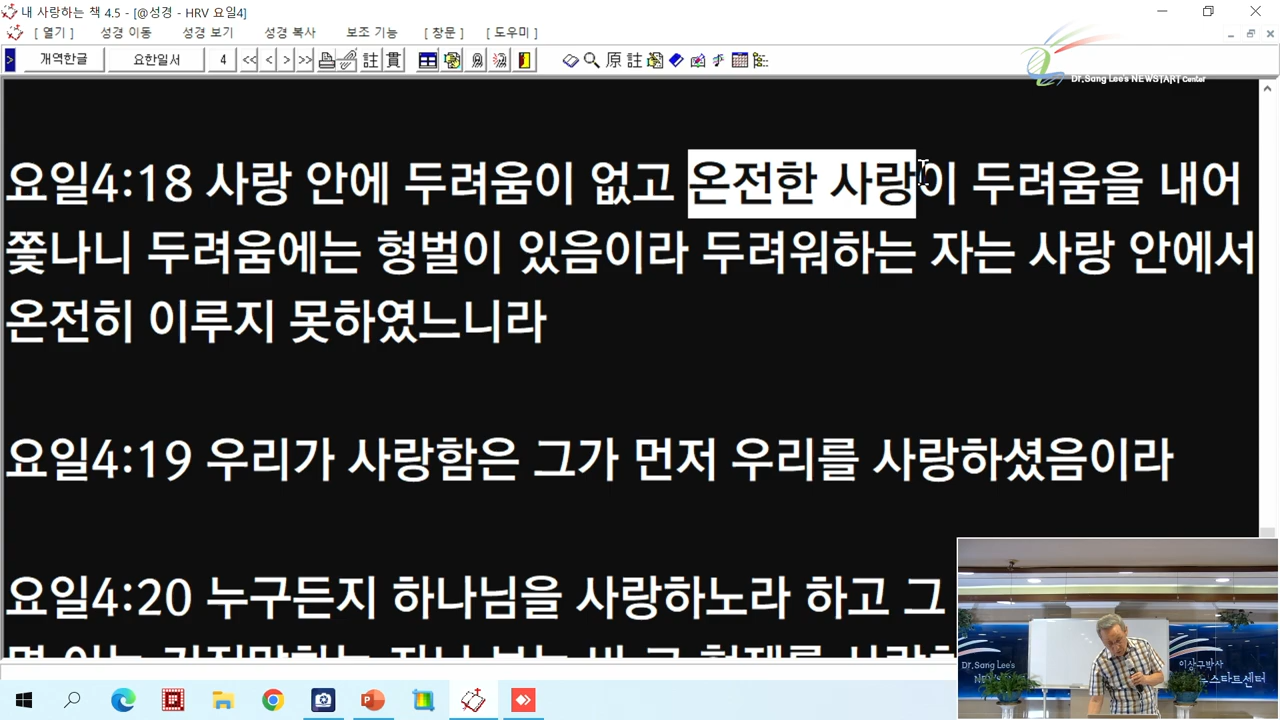 내 사랑하는 책 4.5 - [@성경 - HRV 요일4]
[ 열기 ] 성경 이동 성경 보기 성경 복사 보조 기능 [ 창문 ] [ 도우미 ]
개역한글 요한일서 4 << < > >> 註 貫 原 註
Dr.Sang Lee's NEWSTART Center
요일4:18 사랑 안에 두려움이 없고 온전한 사랑이 두려움을 내어
쫓나니 두려움에는 형벌이 있음이라 두려워하는 자는 사랑 안에서
온전히 이루지 못하였느니라
요일4:19 우리가 사랑함은 그가 먼저 우리를 사랑하셨음이라
요일4:20 누구든지 하나님을 사랑하노라 하고 그
Dr.Sang Lee's
이상구박사